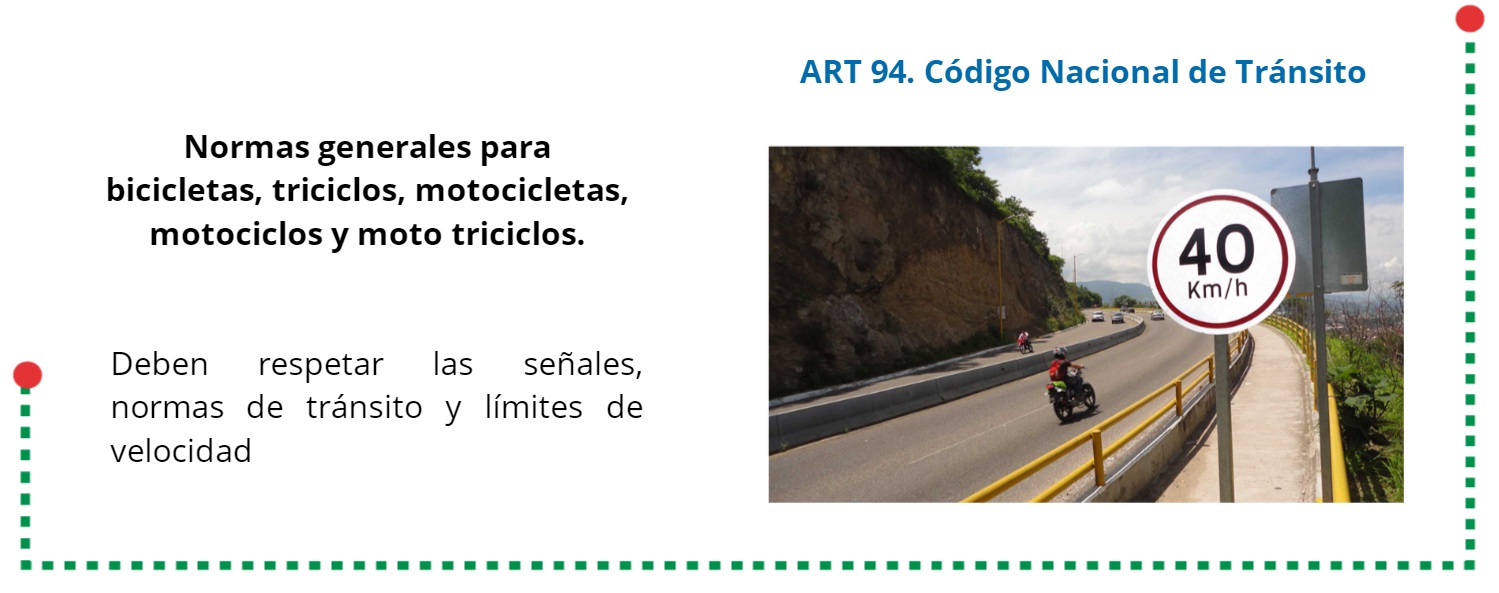 ART 94. Código Nacional de Tránsito
Normas generales para
bicicletas, triciclos, motocicletas,
motociclos y moto triciclos.
Deben respetar las señales,
normas de tránsito y límites de
velocidad
40
Km/h